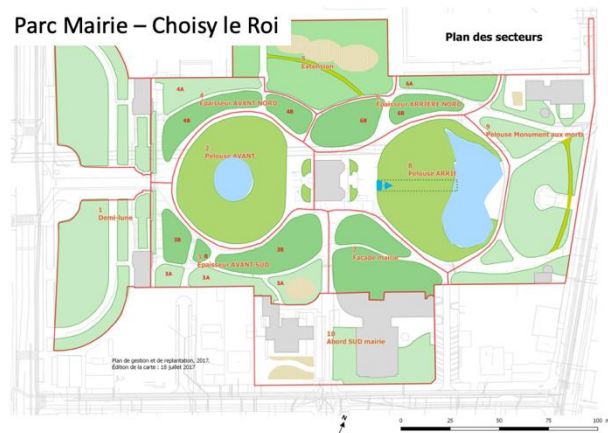 Parc Mairie – Choisy le Roi
Plan des secteurs
5
Extension
4A
4
Epaisseur AVANT NORD
4B
4B
6A
Epaisseur ARRIERE NORD
6B
6B
9
Pelouse Monument aux morts
2
Pelouse AVANT
8
Pelouse ARRIE
1
Demi-lune
3B
3B
Epaisseur AVANT SUD
3A
3A
3A
7
Façade mairie
10
Abord SUD mairie
Plan de gestion et de replantation, 2017.
Édition de la carte : 18 juillet 2017
N
0 25 50 75 100 m